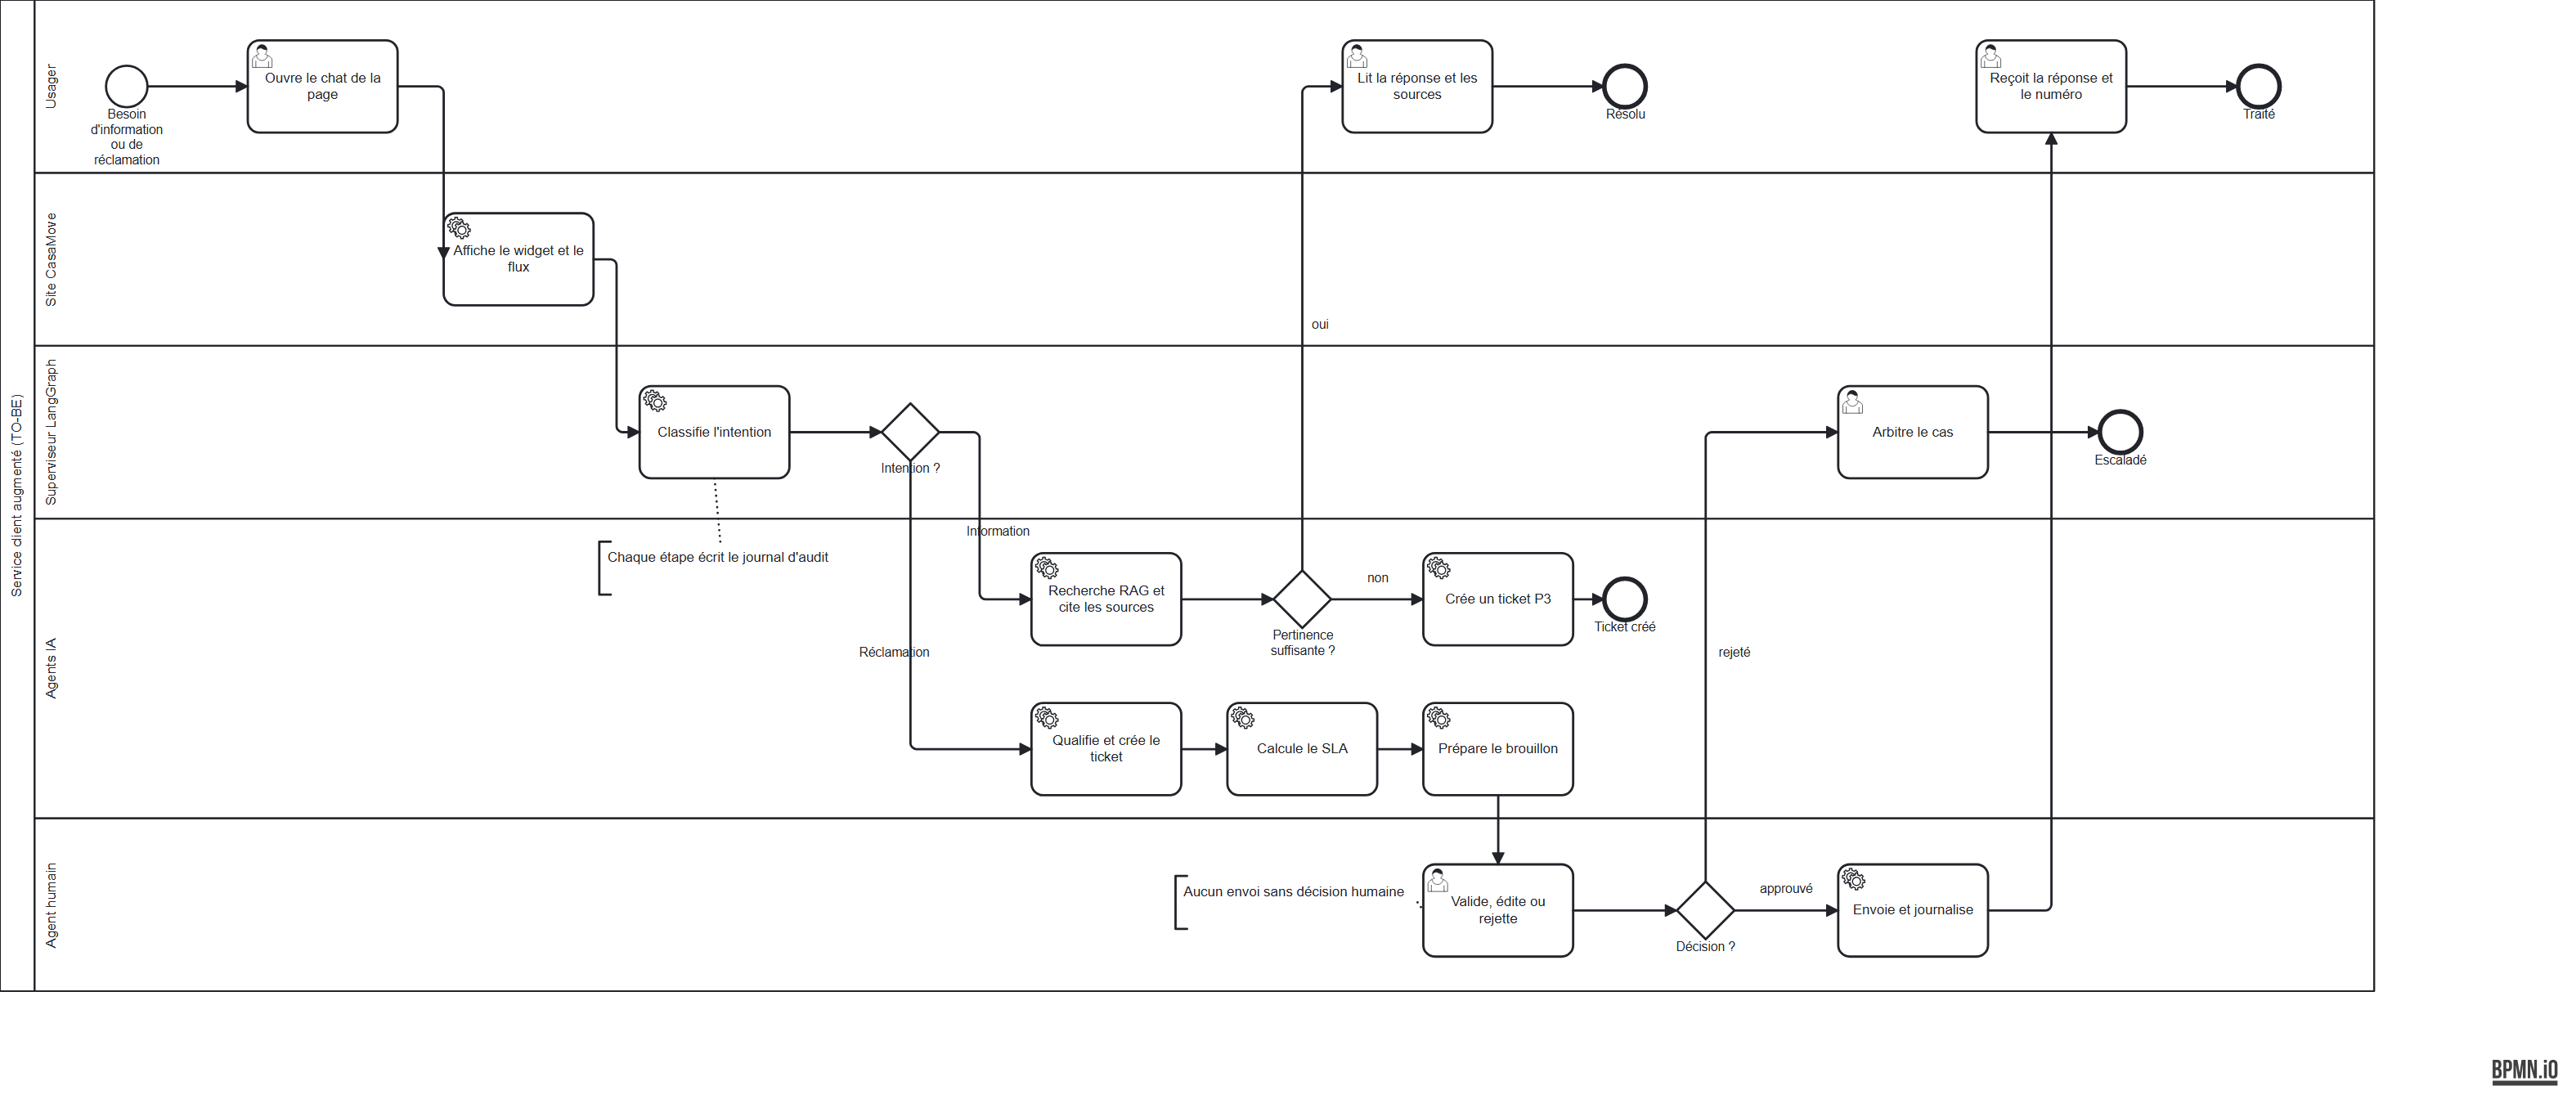 Service client augmenté (TO-BE)
Usager
Besoin
d'information
ou de
réclamation
Ouvre le chat de la
page
Lit la réponse et les
sources
Résolu
Reçoit la réponse et
le numéro
Traité
Site CasaMove
Affiche le widget et le
flux
oui
Superviseur LangGraph
Classifie l'intention
Intention ?
Arbitre le cas
Escaladé
Agents IA
Information
Chaque étape écrit le journal d'audit
Recherche RAG et
cite les sources
Pertinence
suffisante ?
non
Crée un ticket P3
Ticket créé
Réclamation
rejeté
Qualifie et crée le
ticket
Calcule le SLA
Prépare le brouillon
Agent humain
Aucun envoi sans décision humaine
Valide, édite ou
rejette
Décision ?
approuvé
Envoie et journalise
BPMN.iO